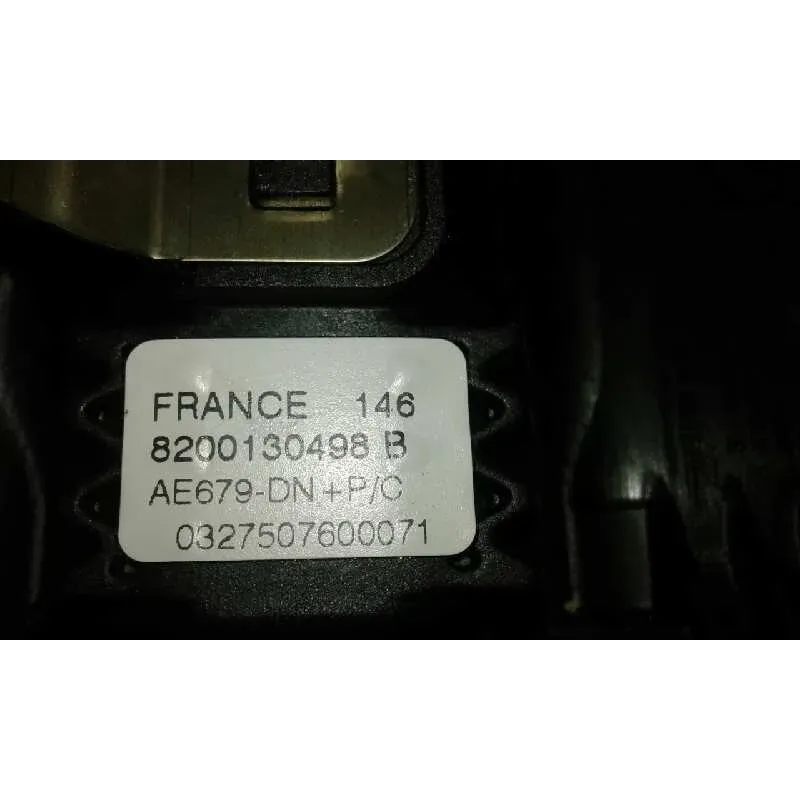 FRANCE 146
8200130498 B
AE679-DN+P/C
0327507600071